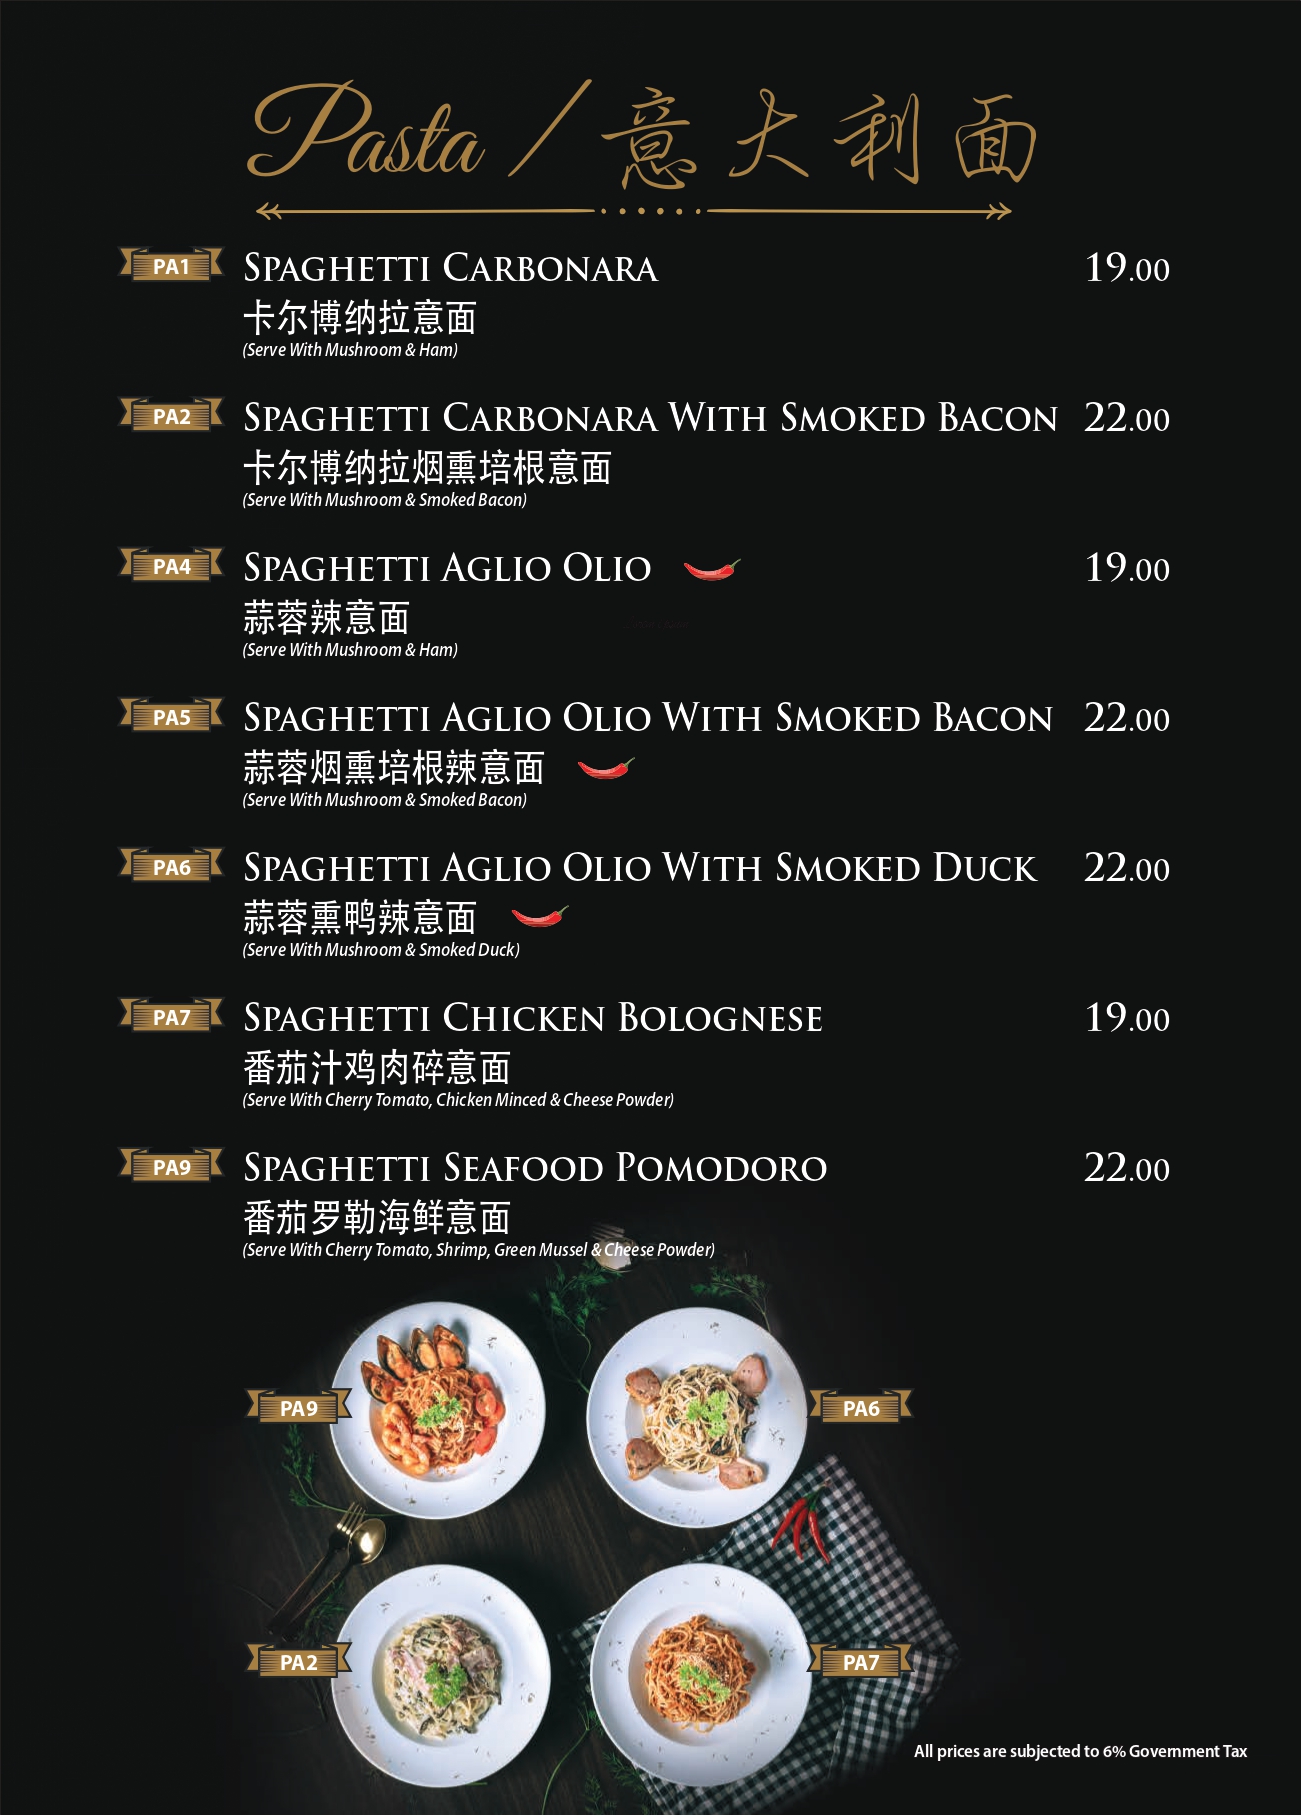 Pasta / 意大利面
PA1 Spaghetti Carbonara 19.00
卡尔博纳拉意面
(Serve With Mushroom & Ham)
PA2 Spaghetti Carbonara With Smoked Bacon 22.00
卡尔博纳拉烟熏培根意面
(Serve With Mushroom & Smoked Bacon)
PA4 Spaghetti Aglio Olio 19.00
蒜蓉辣意面
(Serve With Mushroom & Ham)
PA5 Spaghetti Aglio Olio With Smoked Bacon 22.00
蒜蓉烟熏培根辣意面
(Serve With Mushroom & Smoked Bacon)
PA6 Spaghetti Aglio Olio With Smoked Duck 22.00
蒜蓉熏鸭辣意面
(Serve With Mushroom & Smoked Duck)
PA7 Spaghetti Chicken Bolognese 19.00
番茄汁鸡肉碎意面
(Serve With Cherry Tomato, Chicken Minced & Cheese Powder)
PA9 Spaghetti Seafood Pomodoro 22.00
番茄罗勒海鲜意面
(Serve With Cherry Tomato, Shrimp, Green Mussel & Cheese Powder)
PA9
PA6
PA2
PA7
All prices are subjected to 6% Government Tax